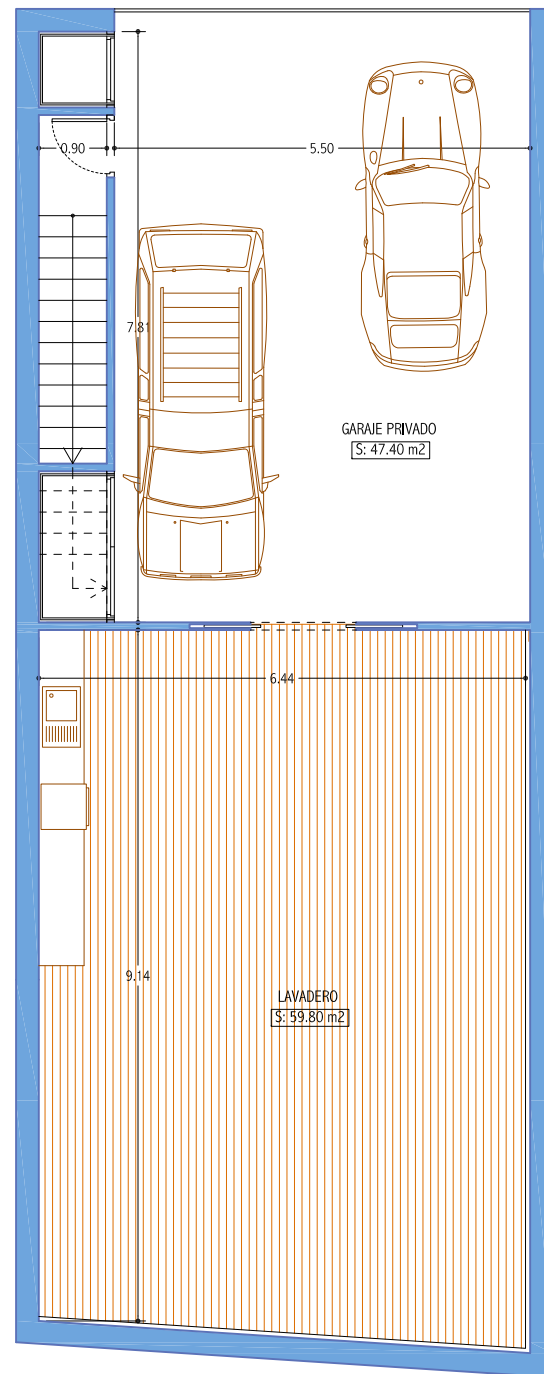 0.90
5.50
7.81
GARAJE PRIVADO
S: 47.40 m2
6.44
9.14
LAVADERO
S: 59.80 m2